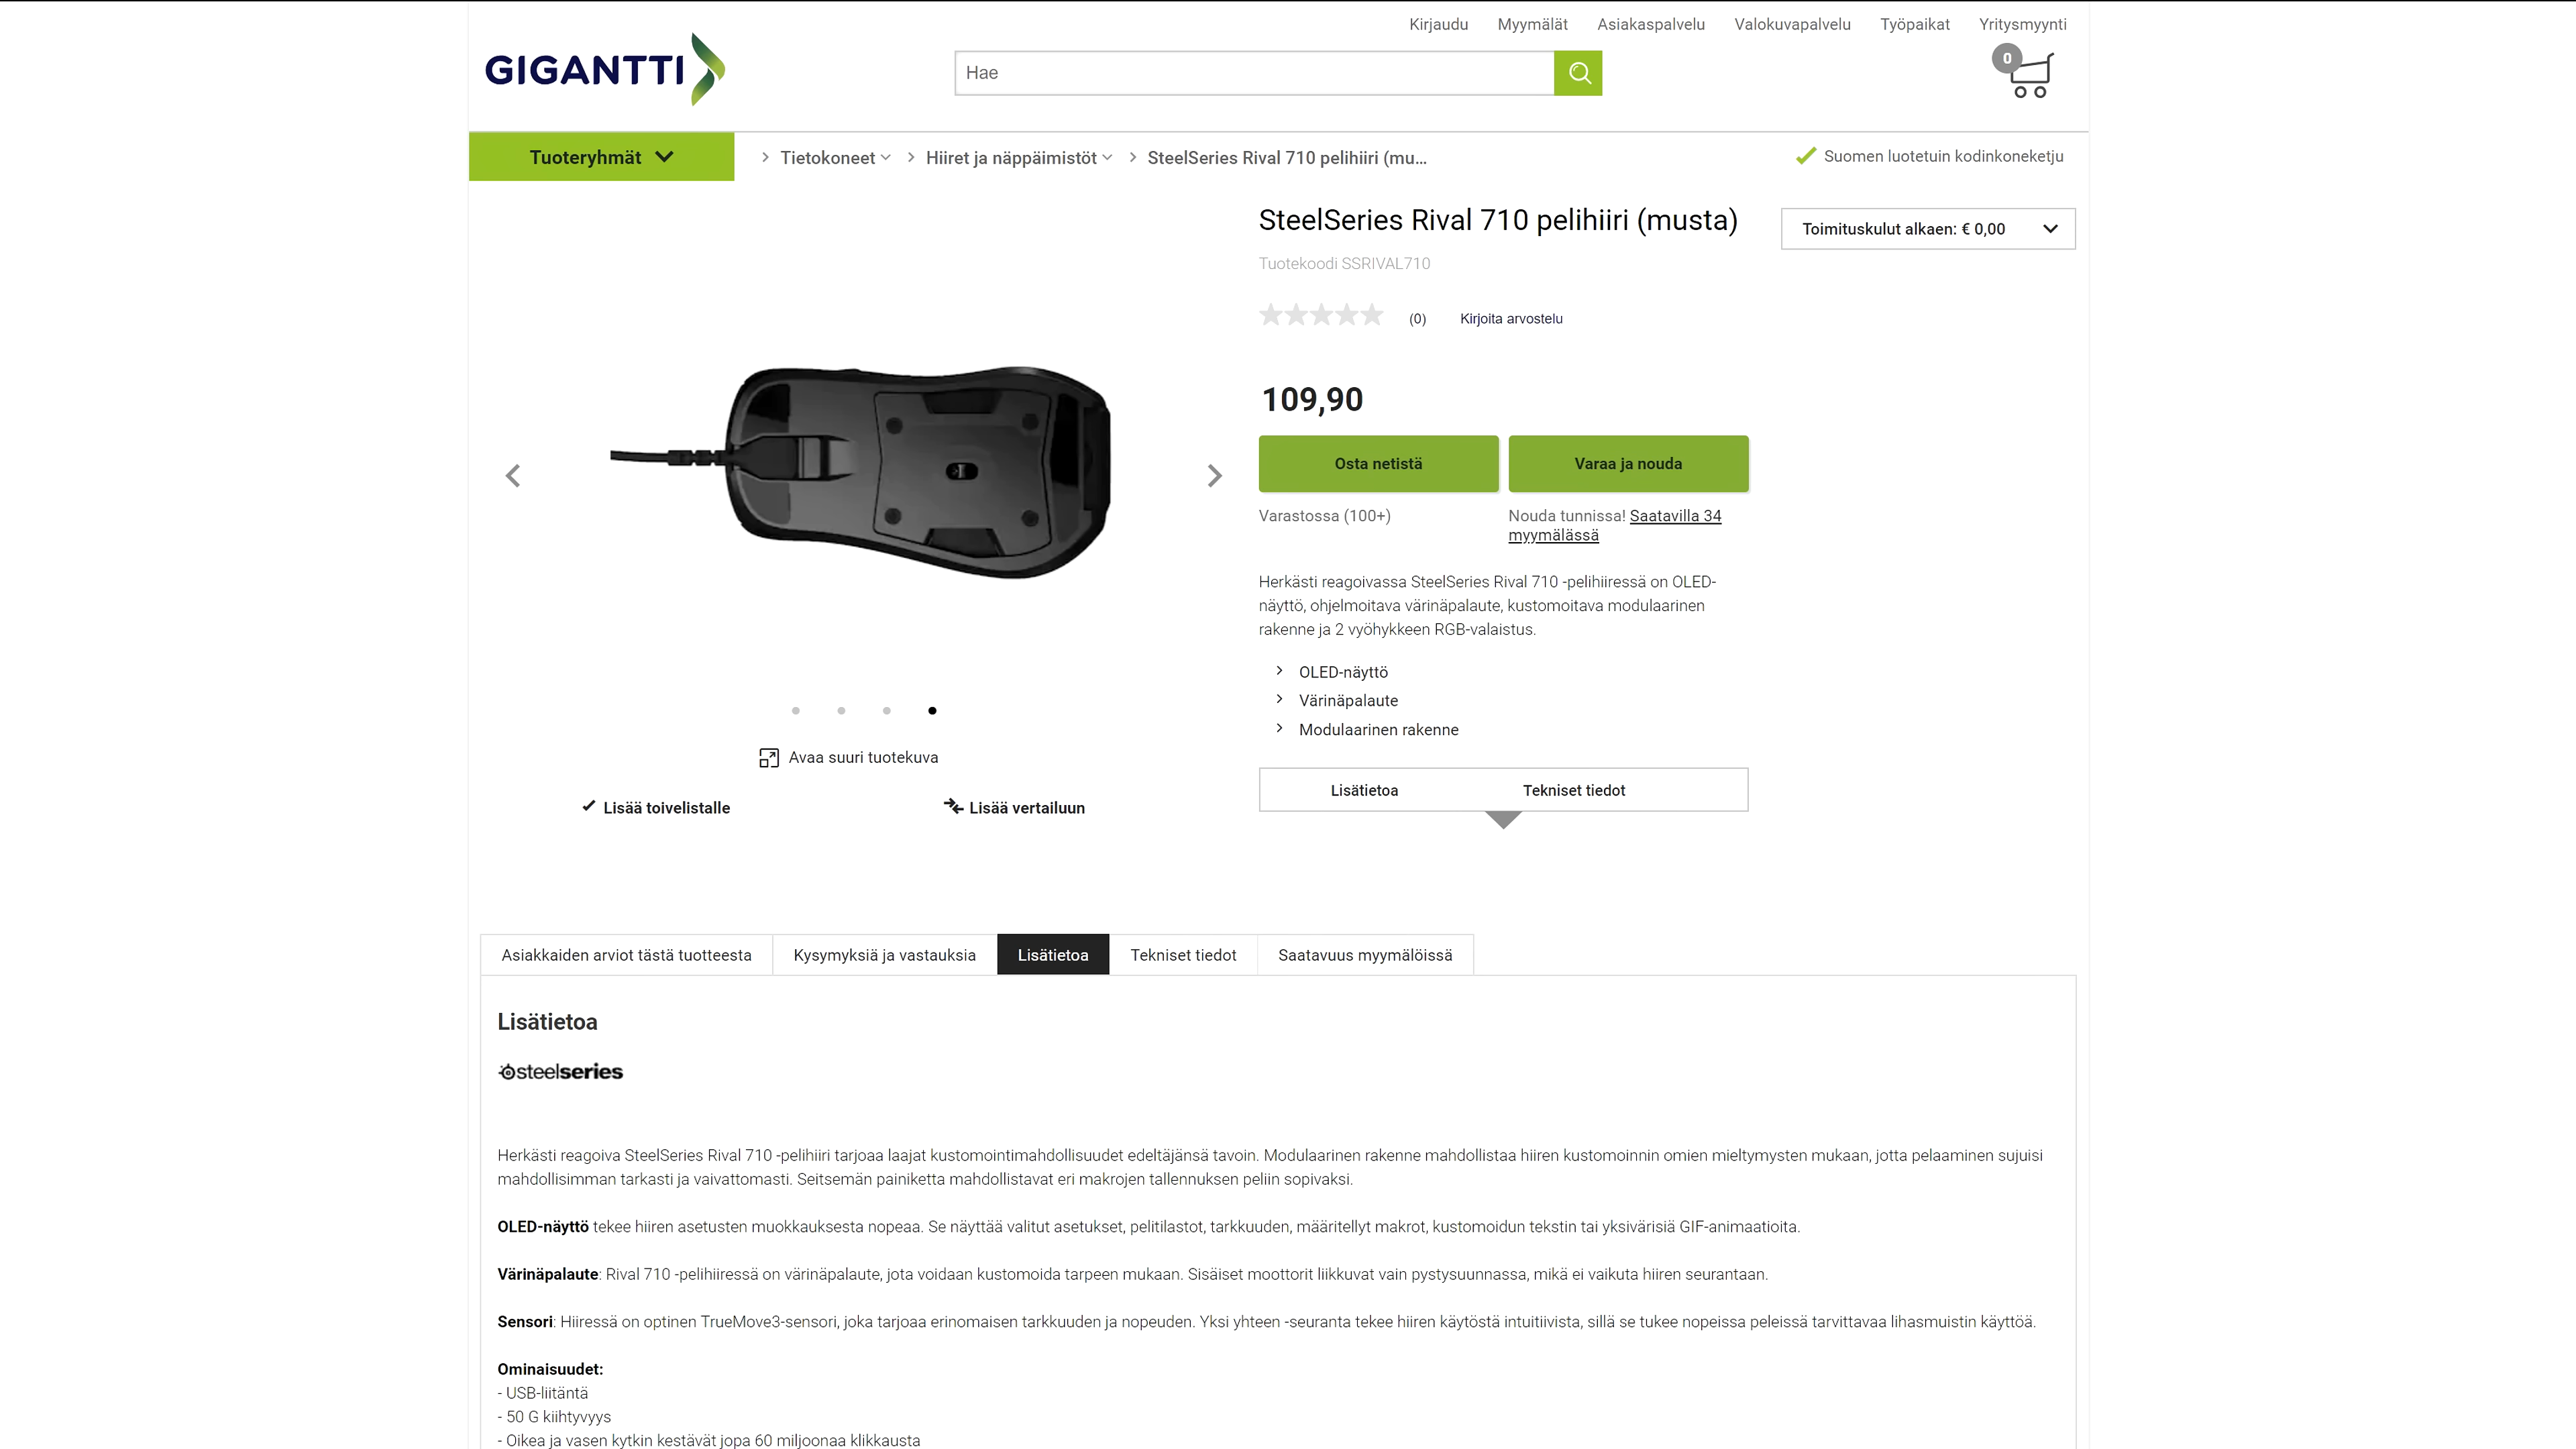 Kirjaudu Myymälät Asiakaspalvelu Valokuvapalvelu Työpaikat Yritysmyynti
GIGANTTI
Hae
0
Tuoteryhmät
Tietokoneet Hiiret ja näppäimistöt SteelSeries Rival 710 pelihiiri (mu...
Suomen luotetuin kodinkoneketju
SteelSeries Rival 710 pelihiiri (musta)
Toimituskulut alkaen: € 0,00
Tuotekoodi SSRIVAL710
(0) Kirjoita arvostelu
109,90
Osta netistä
Varaa ja nouda
Varastossa (100+)
Nouda tunnissa! Saatavilla 34
myymälässä
Herkästi reagoivassa SteelSeries Rival 710 -pelihiiressä on OLED-
näyttö, ohjelmoitava värinäpalaute, kustomoitava modulaarinen
rakenne ja 2 vyöhykkeen RGB-valaistus.
OLED-näyttö
Värinäpalaute
Modulaarinen rakenne
Avaa suuri tuotekuva
Lisää toivelistalle
Lisää vertailuun
Lisätietoa Tekniset tiedot
Asiakkaiden arviot tästä tuotteesta Kysymyksiä ja vastauksia Lisätietoa Tekniset tiedot Saatavuus myymälöissä
Lisätietoa
steelseries
Herkästi reagoiva SteelSeries Rival 710 -pelihiiri tarjoaa laajat kustomointimahdollisuudet edeltäjänsä tavoin. Modulaarinen rakenne mahdollistaa hiiren kustomoinnin omien mieltymysten mukaan, jotta pelaaminen sujuisi
mahdollisimman tarkasti ja vaivattomasti. Seitsemän painiketta mahdollistavat eri makrojen tallennuksen peliin sopivaksi.
OLED-näyttö tekee hiiren asetusten muokkauksesta nopeaa. Se näyttää valitut asetukset, pelitilastot, tarkkuuden, määritellyt makrot, kustomoidun tekstin tai yksivärisiä GIF-animaatioita.
Värinäpalaute: Rival 710 -pelihiiressä on värinäpalaute, jota voidaan kustomoida tarpeen mukaan. Sisäiset moottorit liikkuvat vain pystysuunnassa, mikä ei vaikuta hiiren seurantaan.
Sensori: Hiiressä on optinen TrueMove3-sensori, joka tarjoaa erinomaisen tarkkuuden ja nopeuden. Yksi yhteen -seuranta tekee hiiren käytöstä intuitiivista, sillä se tukee nopeissa peleissä tarvittavaa lihasmuistin käyttöä.
Ominaisuudet:
- USB-liitäntä
- 50 G kiihtyvyys
- Oikea ja vasen kytkin kestävät jopa 60 miljoonaa klikkausta